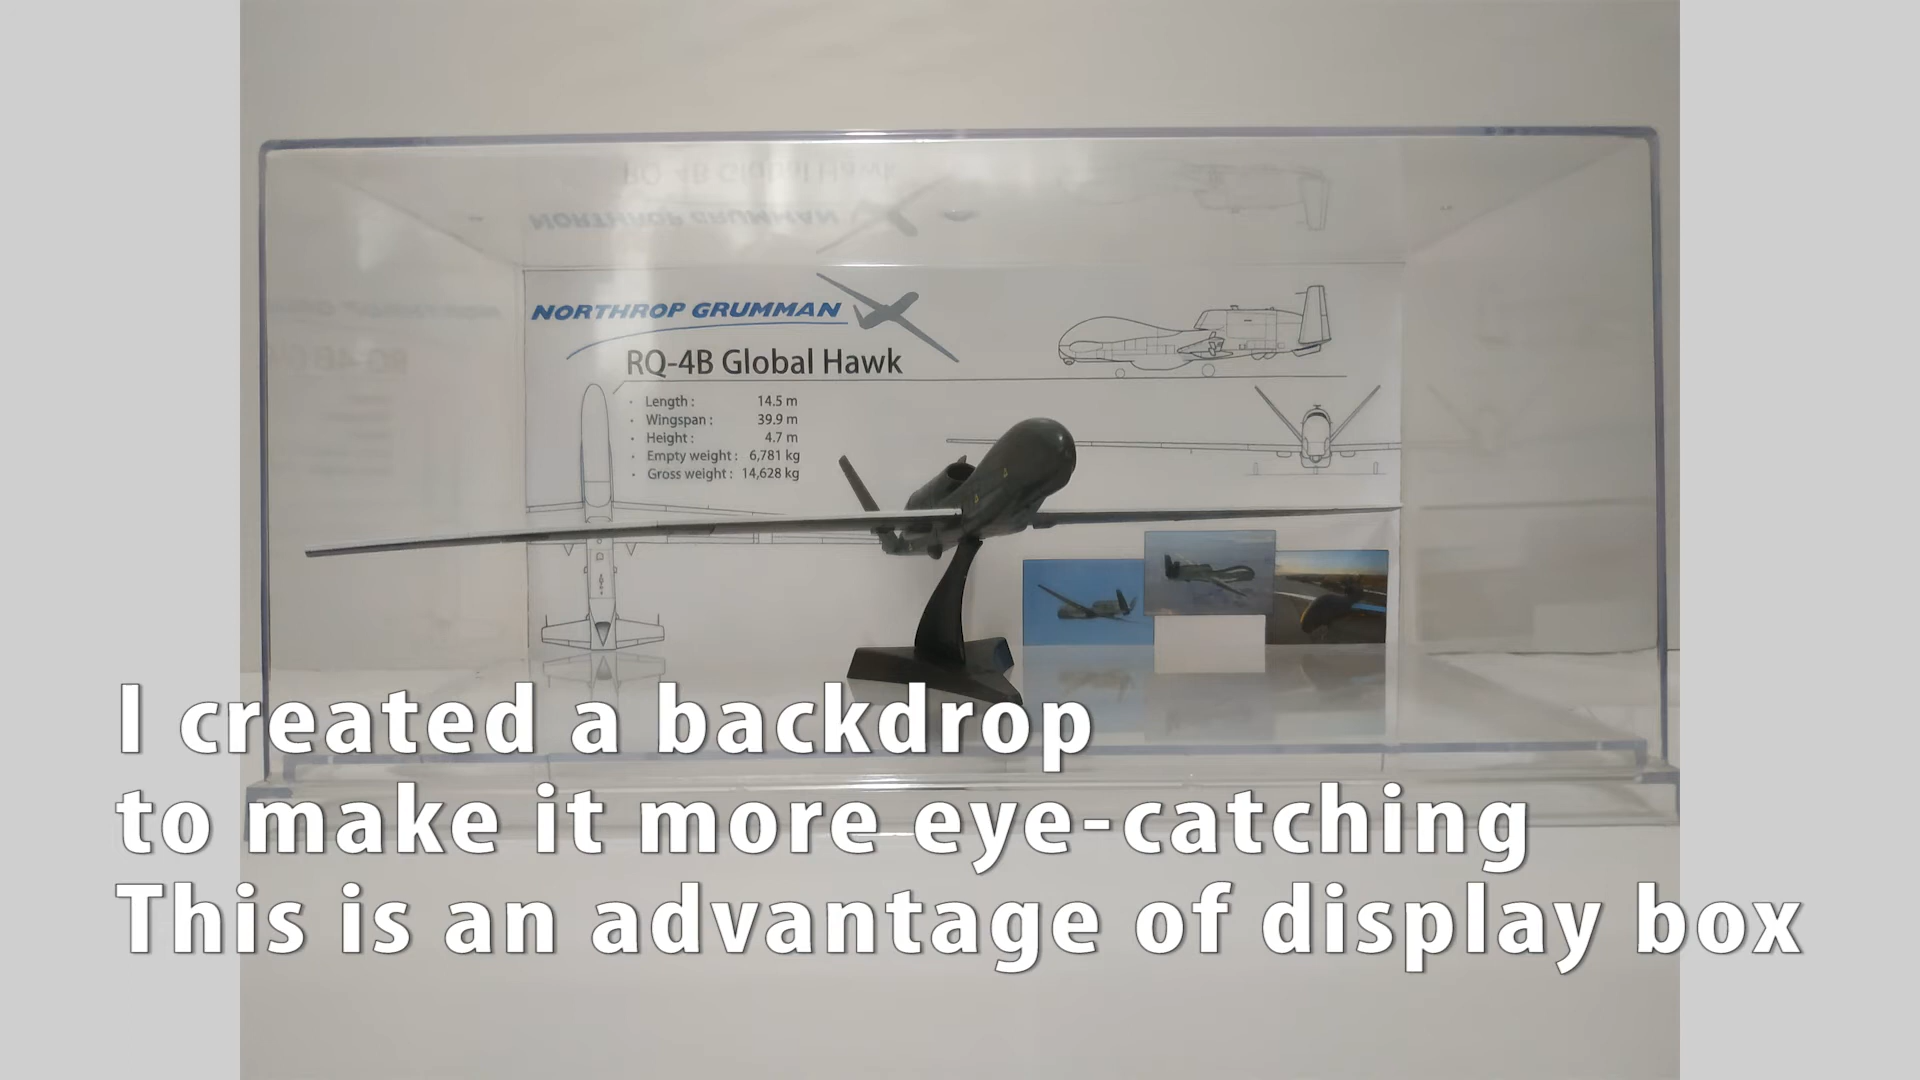 NORTHROP GRUMMAN
RQ-4B Global Hawk
· Length : 14.5 m
· Wingspan : 39.9 m
· Height : 4.7 m
· Empty weight : 6,781 kg
· Gross weight : 14,628 kg
I created a backdrop
to make it more eye-catching
This is an advantage of display box